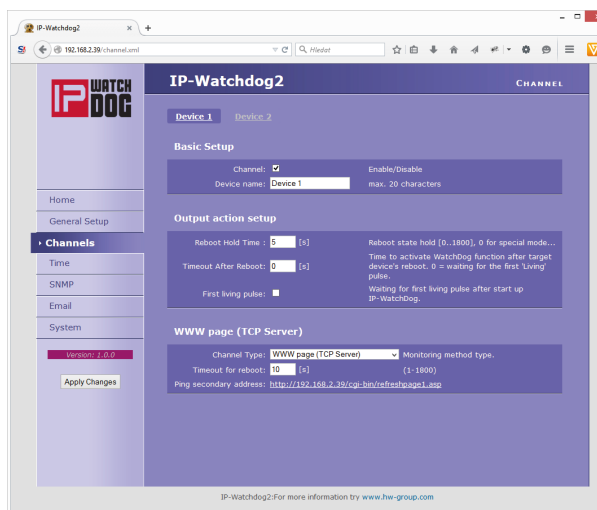 IP-Watchdog2
192.168.2.39/channel.xml
Hledat
IP WATCH DOG
IP-Watchdog2
CHANNEL
Device 1 Device 2
Basic Setup
Channel: Enable/Disable
Device name: Device 1 max. 20 characters
Output action setup
Reboot Hold Time : 5 [s] Reboot state hold [0..1800], 0 for special mode...
Timeout After Reboot: 0 [s] Time to activate WatchDog function after target
device's reboot. 0 = waiting for the first 'Living'
pulse.
First living pulse: Waiting for first living pulse after start up
IP-WatchDog.
WWW page (TCP Server)
Channel Type: WWW page (TCP Server) Monitoring method type.
Timeout for reboot: 10 [s] (1-1800)
Ping secondary address: http://192.168.2.39/cgi-bin/refreshpage1.asp
Home
General Setup
Channels
Time
SNMP
Email
System
Version: 1.0.0
Apply Changes
IP-Watchdog2:For more information try www.hw-group.com